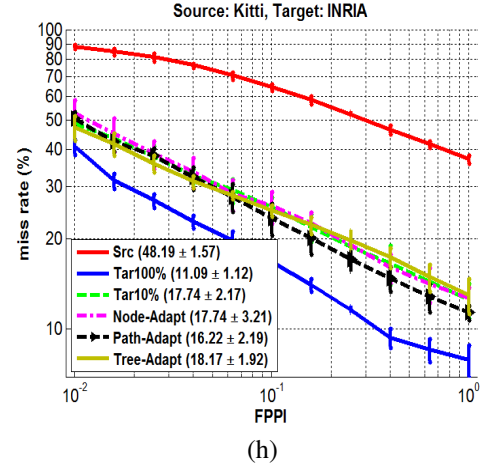 Source: Kitti, Target: INRIA
100
90
80
70
60
50
40
30
20
10
miss rate (%)
Src (48.19 ± 1.57)
Tar100% (11.09 ± 1.12)
Tar10% (17.74 ± 2.17)
Node-Adapt (17.74 ± 3.21)
Path-Adapt (16.22 ± 2.19)
Tree-Adapt (18.17 ± 1.92)
10⁻² 10⁻¹ 10⁰
FPPI
(h)